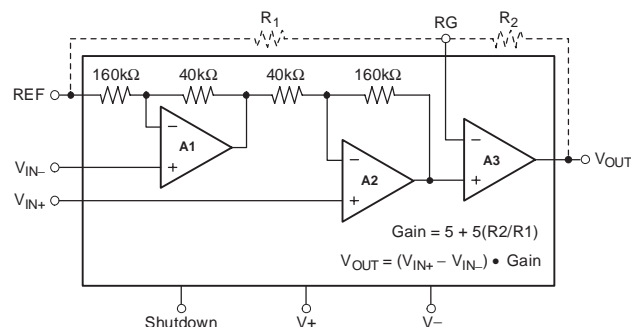 R1
RG
R2
160kΩ 40kΩ 40kΩ 160kΩ
REF
− A1 +
− A2 +
− A3 +
VIN–
VIN+
VOUT
Gain = 5 + 5(R2/R1)
VOUT = (VIN+ − VIN–) • Gain
Shutdown V+ V−